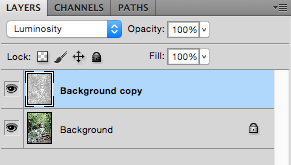 LAYERS CHANNELS PATHS
Luminosity Opacity: 100%
Lock: Fill: 100%
Background copy
Background